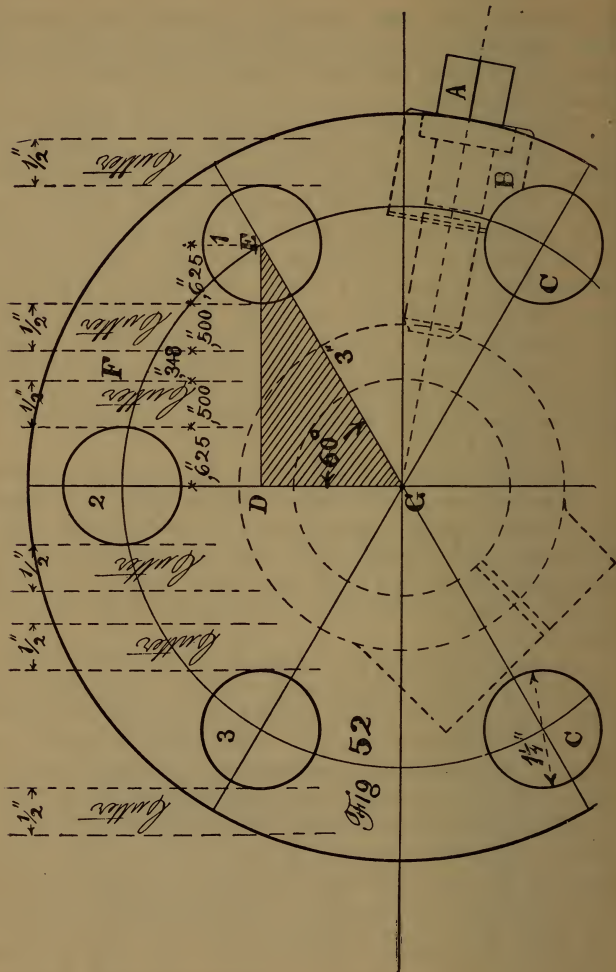 1/2"
Cutter
1/2"
Cutter
1/2"
Cutter
1/2"
Cutter
1/2"
Cutter
1/2"
Cutter
F
1
E
",625
",500
",348
",500
",625
2
3
D
60°
3"
G
A
B
C
C
1¼"
Fig 52